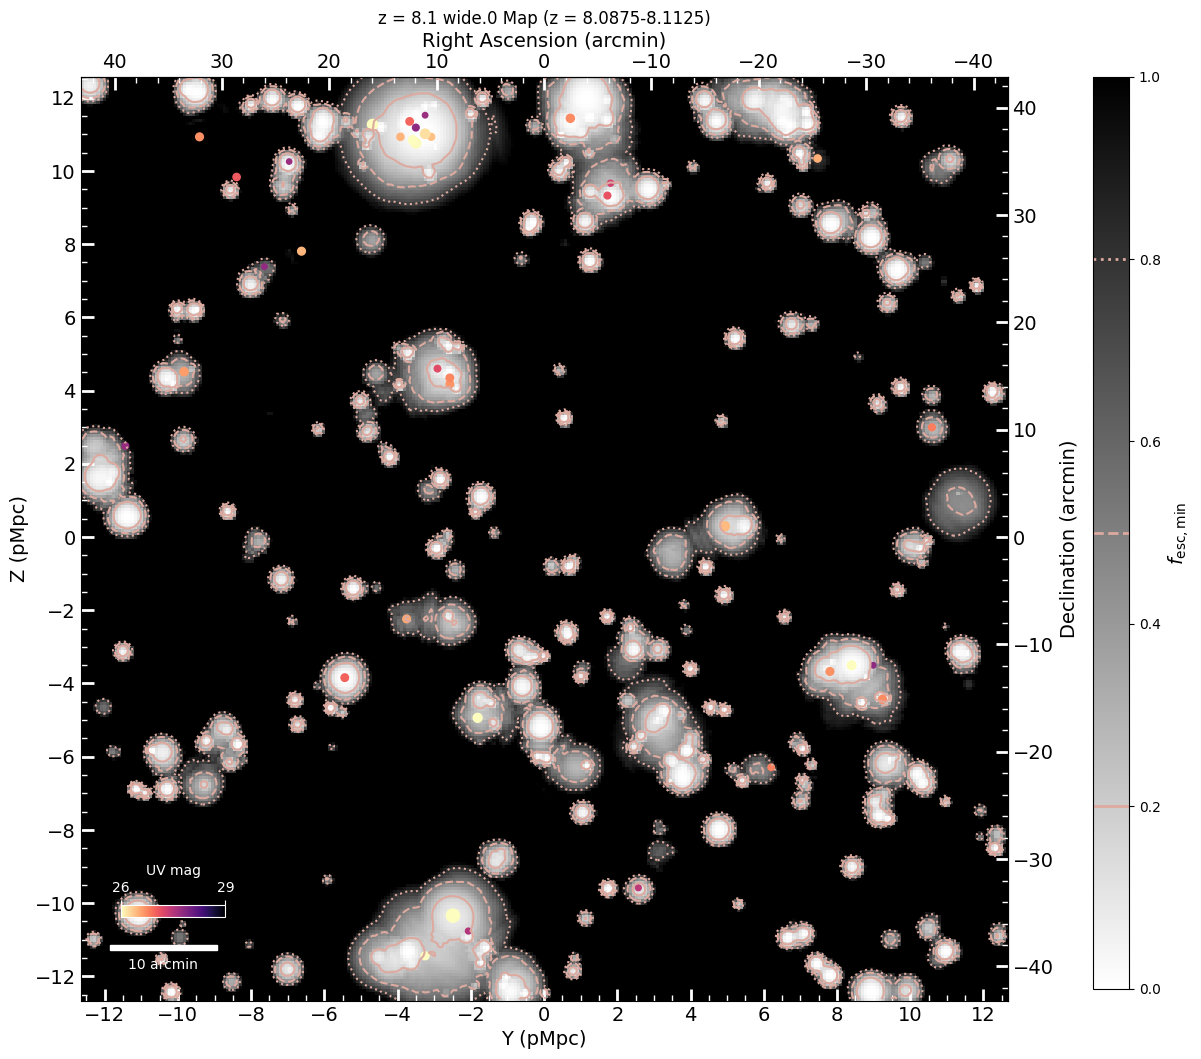 z = 8.1 wide.0 Map (z = 8.0875-8.1125)
Right Ascension (arcmin)
40 30 20 10 0 −10 −20 −30 −40
12 10 8 6 4 2 0 −2 −4 −6 −8 −10 −12
Z (pMpc)
UV mag
26 29
10 arcmin
−12 −10 −8 −6 −4 −2 0 2 4 6 8 10 12
Y (pMpc)
40 30 20 10 0 −10 −20 −30 −40
Declination (arcmin)
1.0
0.8
0.6
0.4
0.2
0.0
f_esc,min